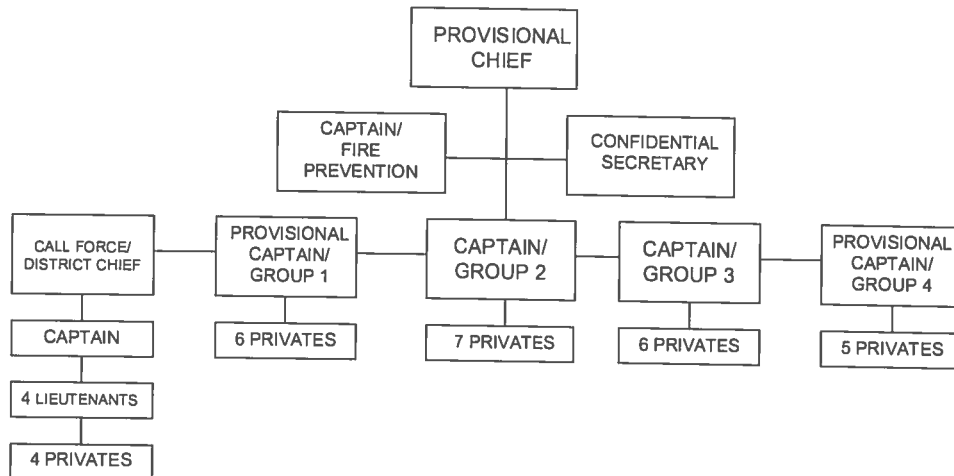 PROVISIONAL
CHIEF
CAPTAIN/
FIRE
PREVENTION
CONFIDENTIAL
SECRETARY
CALL FORCE/
DISTRICT CHIEF
PROVISIONAL
CAPTAIN/
GROUP 1
CAPTAIN/
GROUP 2
CAPTAIN/
GROUP 3
PROVISIONAL
CAPTAIN/
GROUP 4
CAPTAIN
6 PRIVATES
7 PRIVATES
6 PRIVATES
5 PRIVATES
4 LIEUTENANTS
4 PRIVATES